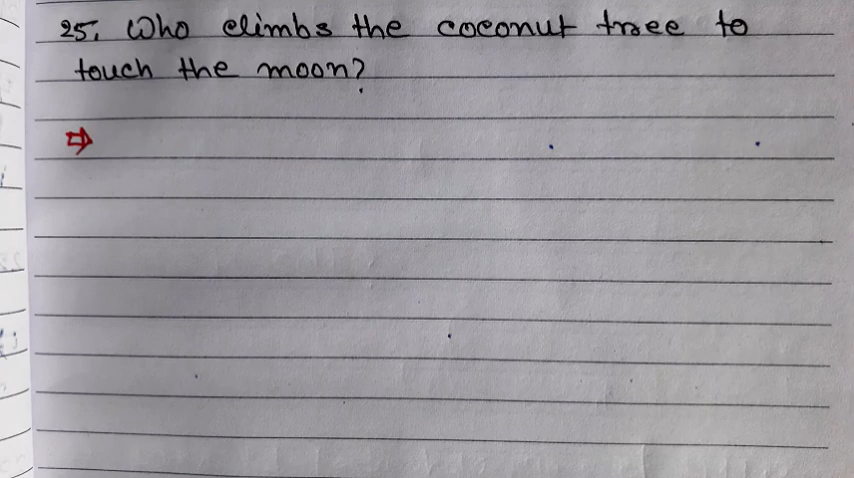 25. Who climbs the coconut tree to
touch the moon?
⇒